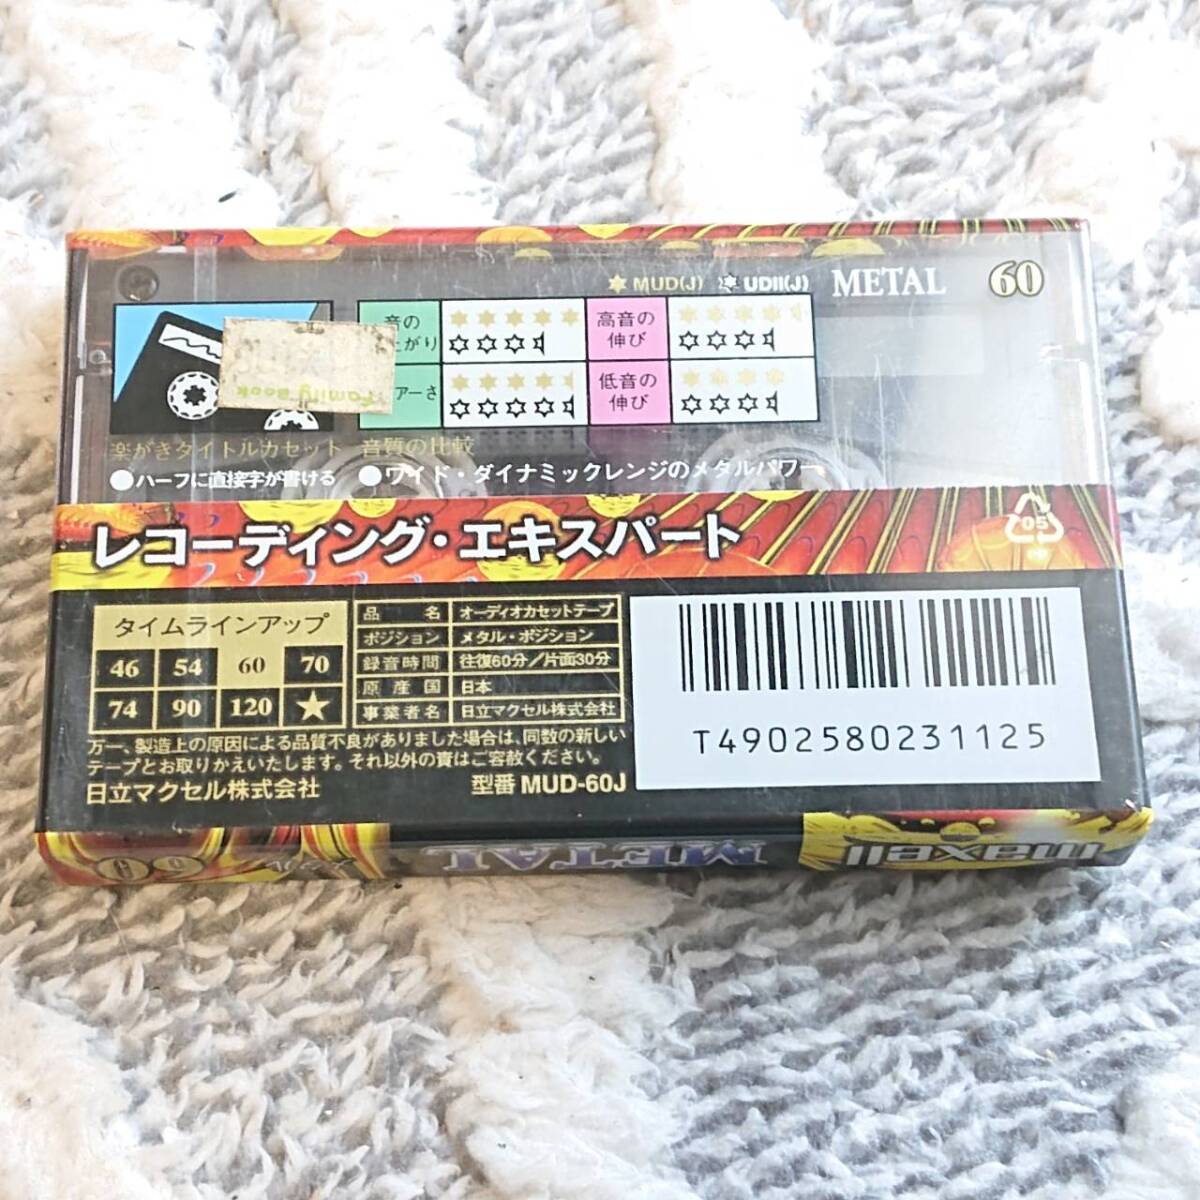 MUD(J) UDII(J) METAL 60
音の
がり
高音の
伸び
アーさ
低音の
伸び
Family Book
楽がきタイトルカセット 音質の比較
●ハーフに直接字が書ける ●ワイド・ダイナミックレンジのメタルパワー
レコーディング・エキスパート
05
タイムラインアップ
46 54 60 70
74 90 120 ★
品名 オーディオカセットテープ
ポジション メタル・ポジション
録音時間 往復60分/片面30分
原産国 日本
事業者名 日立マクセル株式会社
万一、製造上の原因による品質不良がありました場合は、同数の新しい
テープとお取りかえいたします。それ以外の責はご容赦ください。
日立マクセル株式会社 型番 MUD-60J
T4902580231125
maxell METAL 60